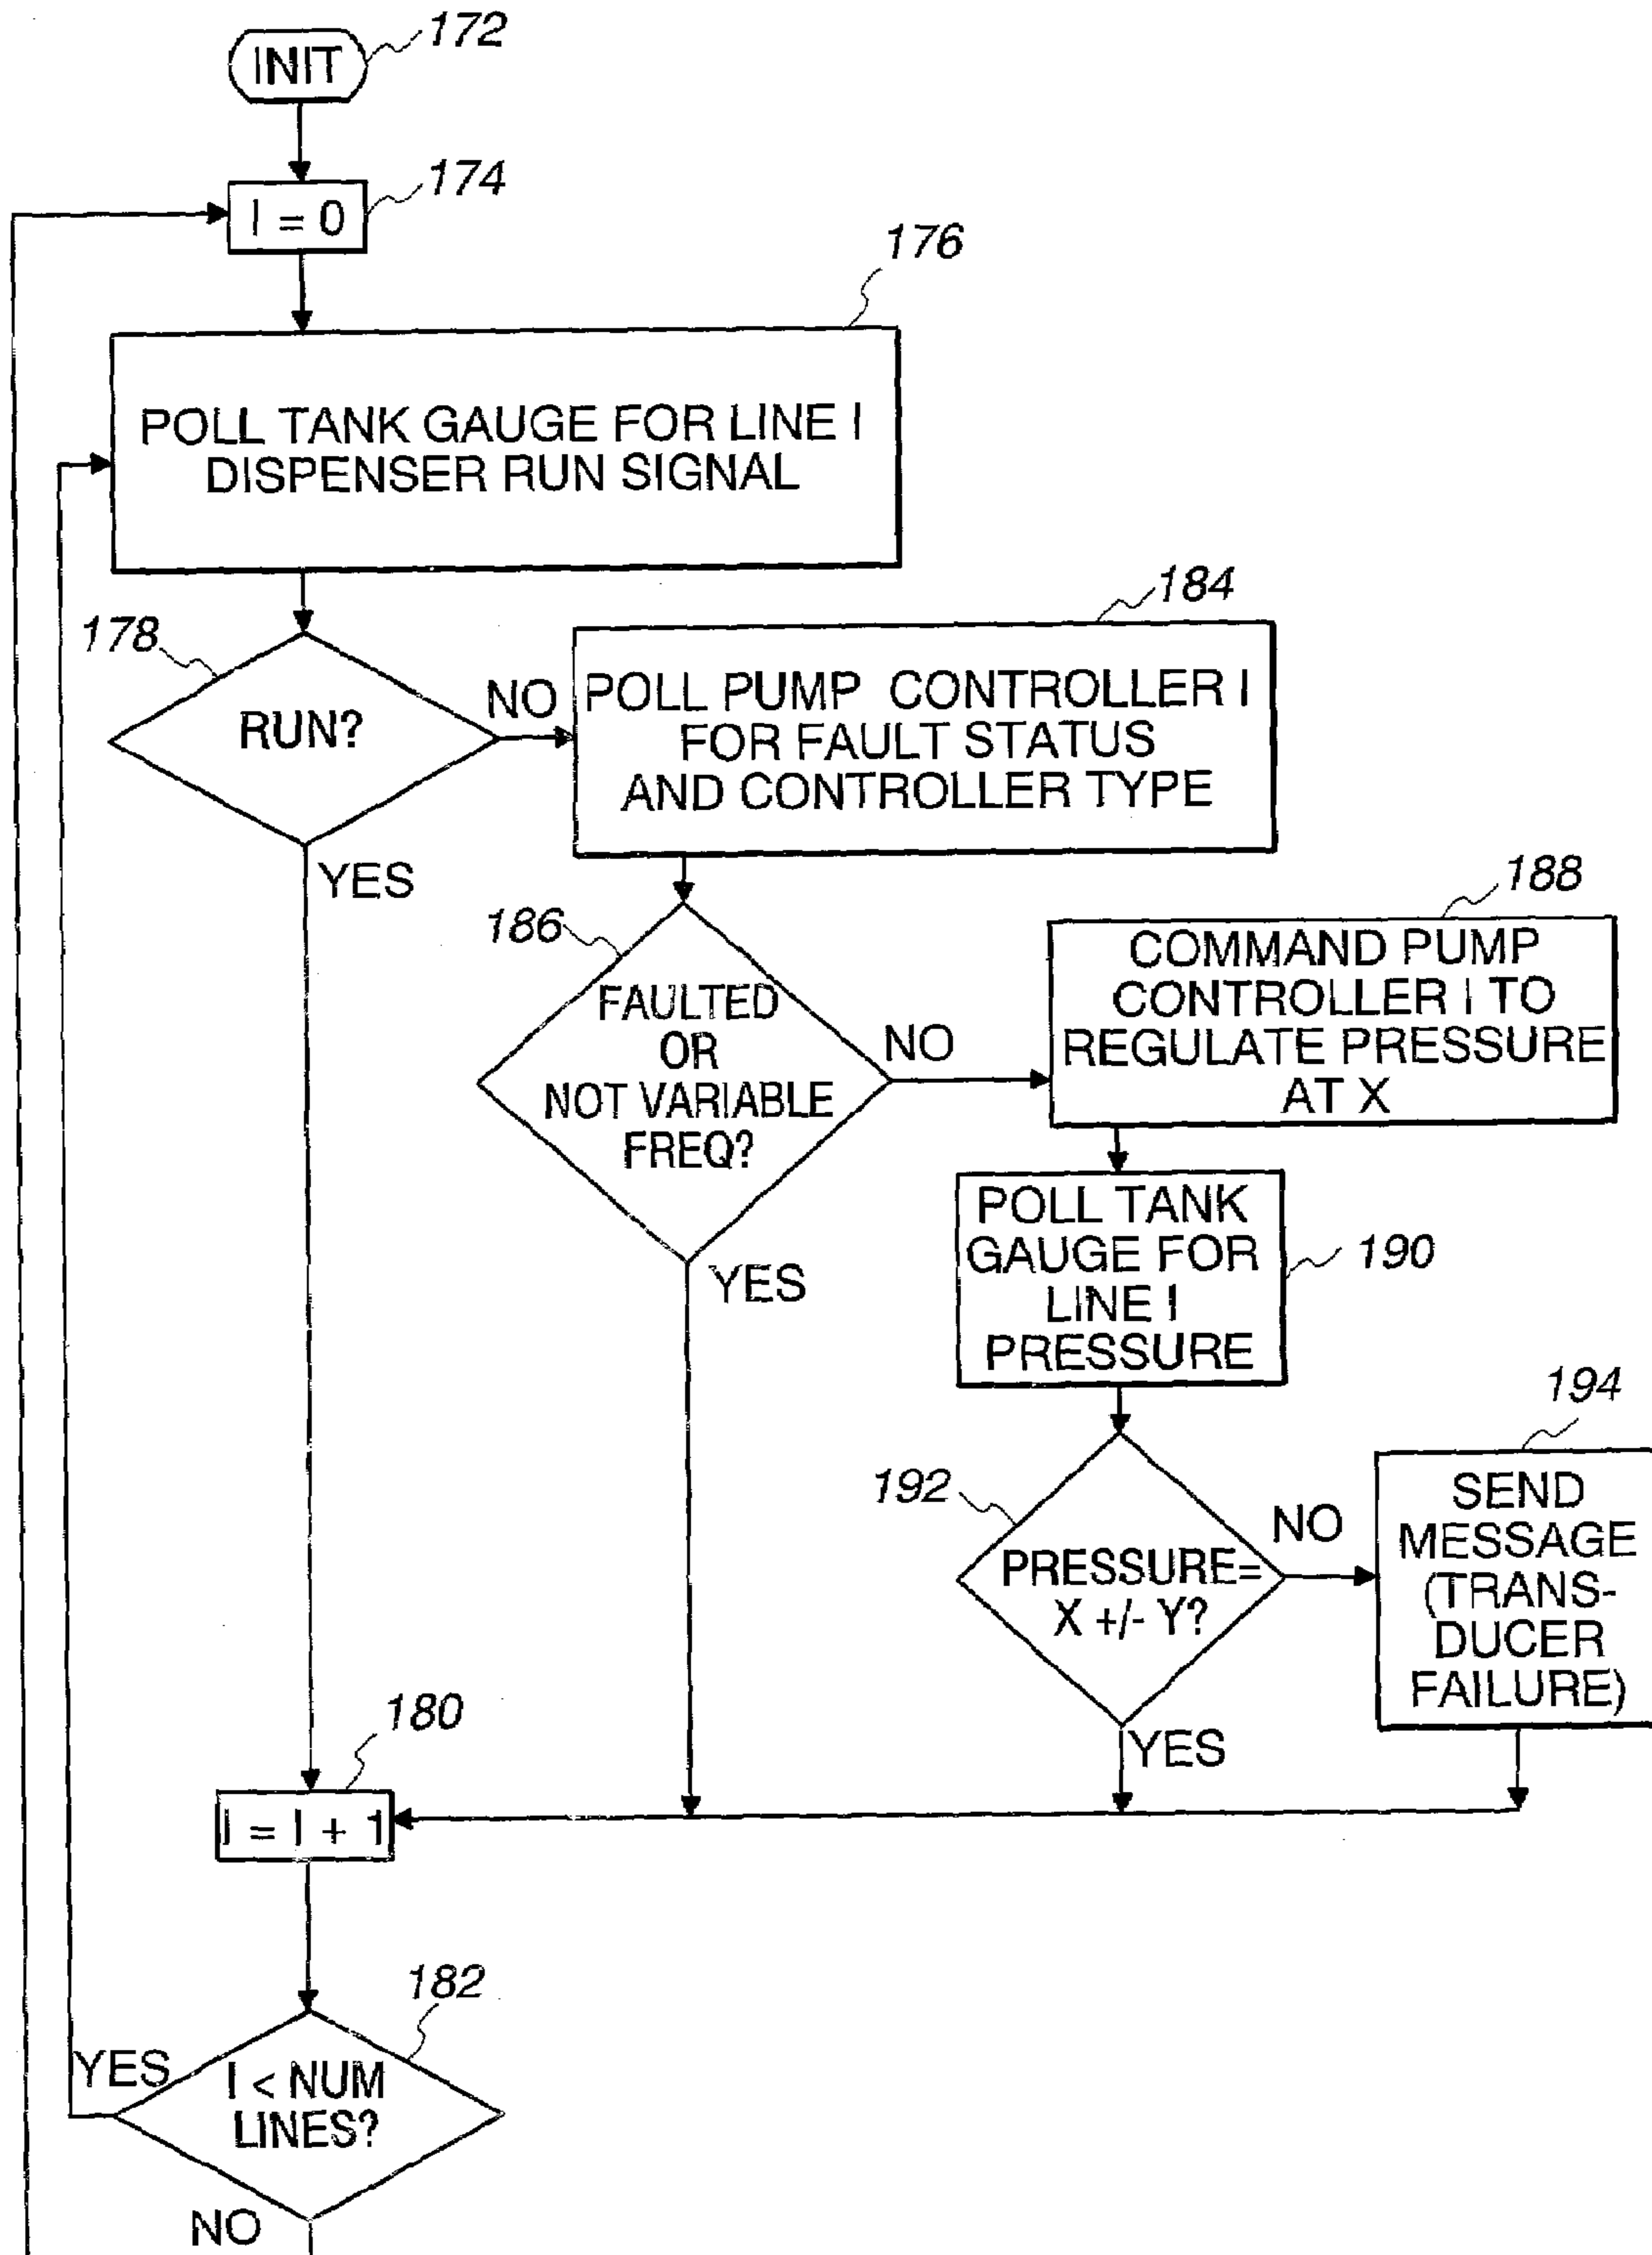 172
INIT
174
I = 0
176
POLL TANK GAUGE FOR LINE I
DISPENSER RUN SIGNAL
178
RUN?
NO
YES
184
POLL PUMP CONTROLLER I
FOR FAULT STATUS
AND CONTROLLER TYPE
186
FAULTED
OR
NOT VARIABLE
FREQ?
NO
YES
188
COMMAND PUMP
CONTROLLER I TO
REGULATE PRESSURE
AT X
190
POLL TANK
GAUGE FOR
LINE I
PRESSURE
192
PRESSURE=
X +/- Y?
NO
YES
194
SEND
MESSAGE
(TRANS-
DUCER
FAILURE)
180
I = I + 1
182
I < NUM
LINES?
YES
NO